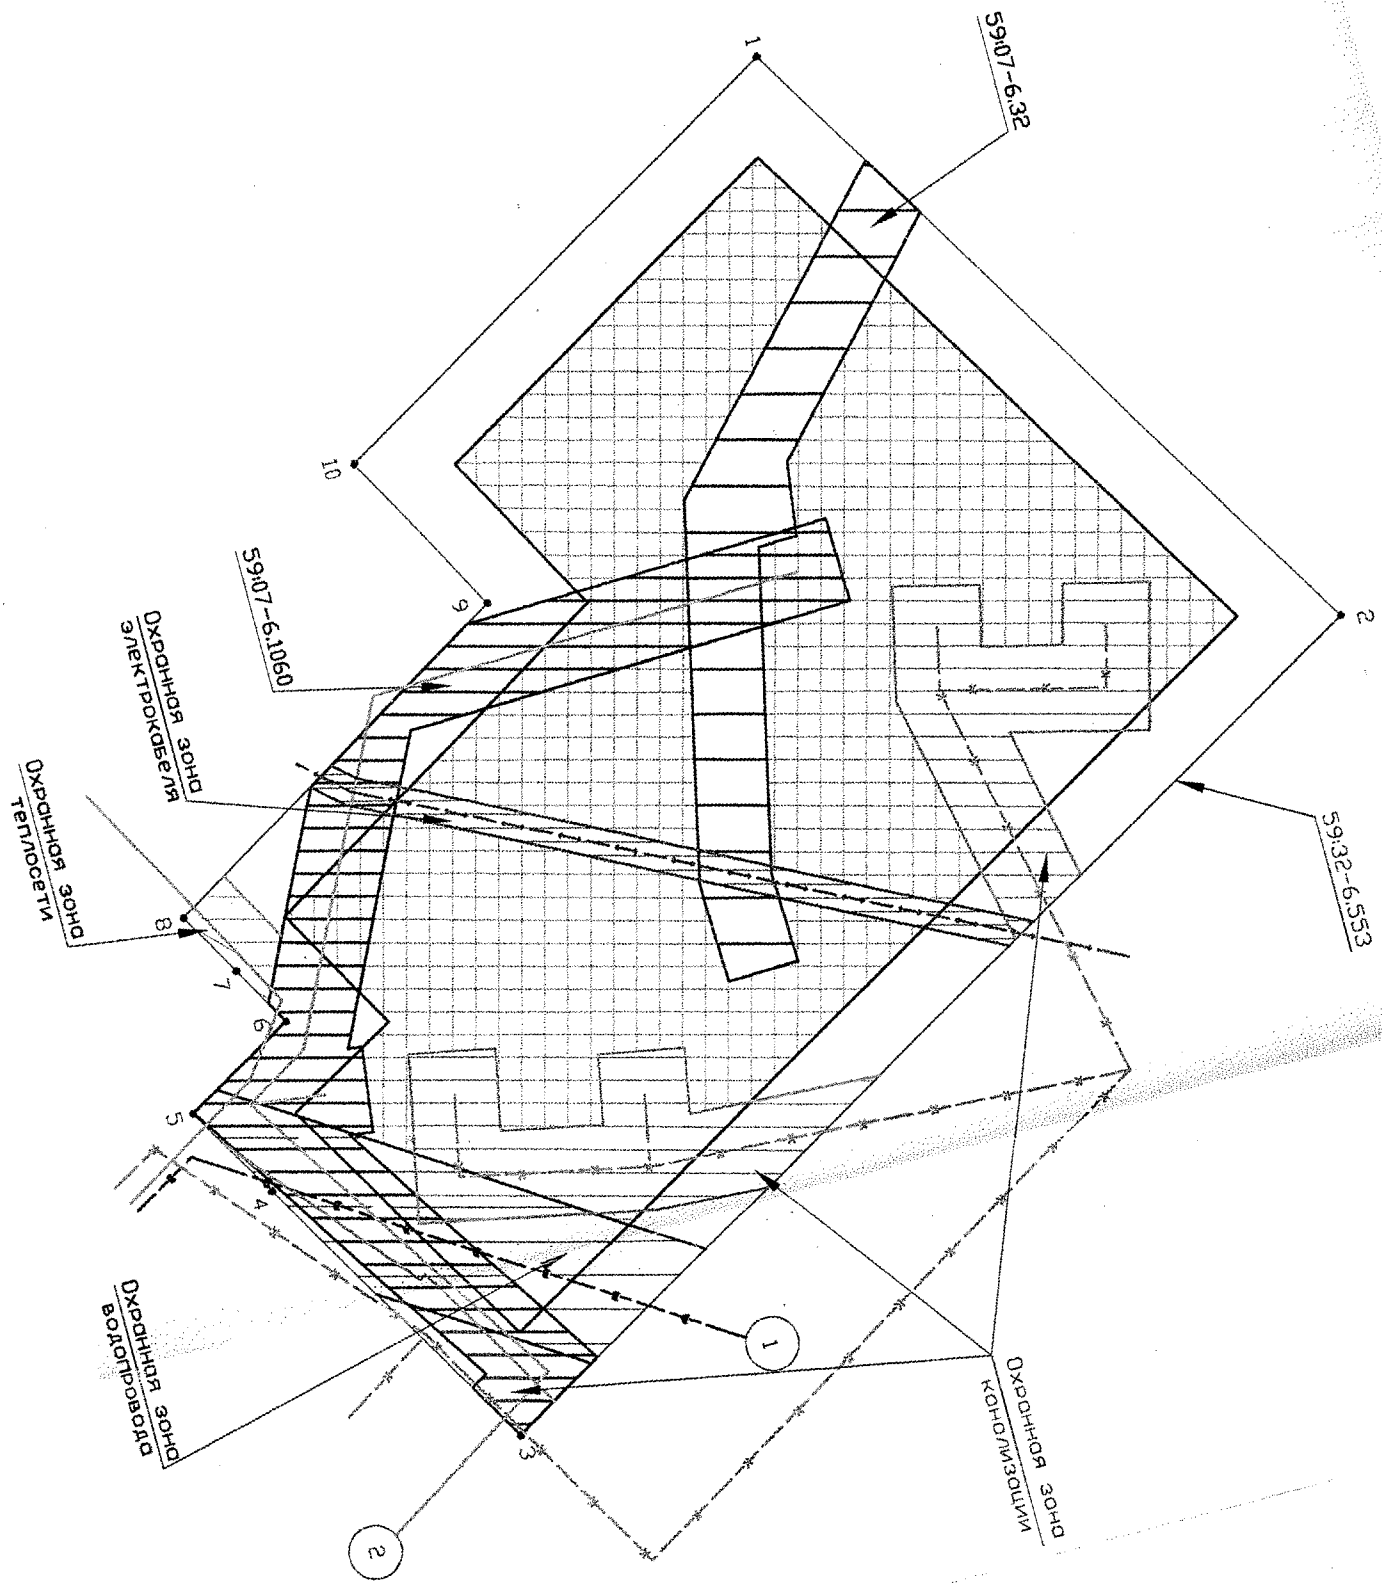 59:07-6.32
1
2
59:32-6.553
10
9
59:07-6.1060
Охранная зона
электрокабеля
Охранная зона
теплосети
8
7
6
5
4
3
Охранная зона
водопровода
1
2
Охранная зона
канализации